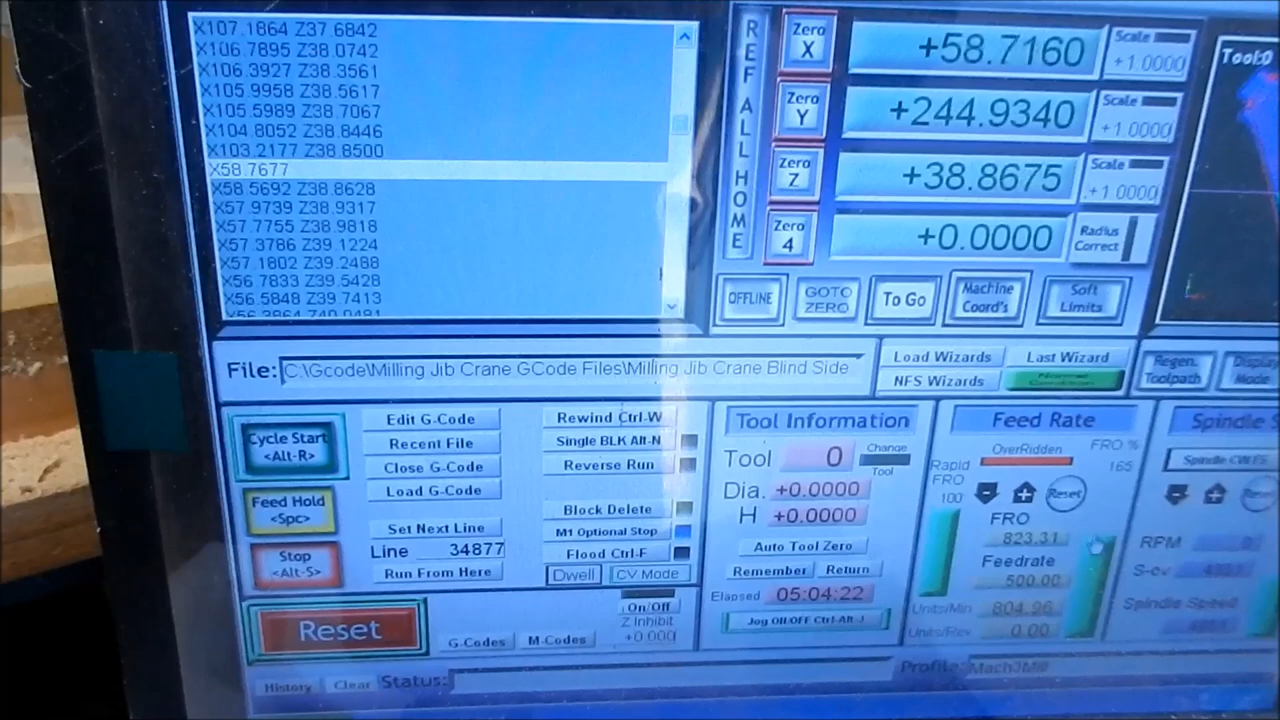 X107.1864 Z37.6842
X106.7895 Z38.0742
X106.3927 Z38.3561
X105.9958 Z38.5617
X105.5989 Z38.7067
X104.8052 Z38.8446
X103.2177 Z38.8500
X58.7677
X58.5692 Z38.8628
X57.9739 Z38.9317
X57.7755 Z38.9818
X57.3786 Z39.1224
X57.1802 Z39.2488
X56.7833 Z39.5428
X56.5848 Z39.7413
X56.3864 Z40.0481
REF ALL HOME
Zero X +58.7160 Scale +1.0000
Zero Y +244.9340 Scale +1.0000
Zero Z +38.8675 Scale +1.0000
Zero 4 +0.0000 Radius Correct
Tool:0
OFFLINE GOTO ZERO To Go Machine Coord's Soft Limits
File: C:\Gcode\Milling Jib Crane GCode Files\Milling Jib Crane Blind Side
Load Wizards Last Wizard
NFS Wizards Normal Condition
Regen. Toolpath Display Mode
Cycle Start <Alt-R>
Feed Hold <Spc>
Stop <Alt-S>
Reset
Edit G-Code
Recent File
Close G-Code
Load G-Code
Set Next Line
Line 34877
Run From Here
Rewind Ctrl-W
Single BLK Alt-N
Reverse Run
Block Delete
M1 Optional Stop
Flood Ctrl-F
Dwell CV Mode
On/Off
Z Inhibit
+0.000
G-Codes M-Codes
Tool Information
Tool 0 Change Tool
Dia. +0.0000
H +0.0000
Auto Tool Zero
Remember Return
Elapsed 05:04:22
Jog ON/OFF Ctrl-Alt-J
Feed Rate
OverRidden FRO %
165
Rapid FRO
100
Reset
FRO
823.31
Feedrate
500.00
Units/Min 804.96
Units/Rev 0.00
Spindle S
Spindle CW F5
RPM
S-ov
Spindle Speed
History Clear Status:
Profile: Mach3Mill